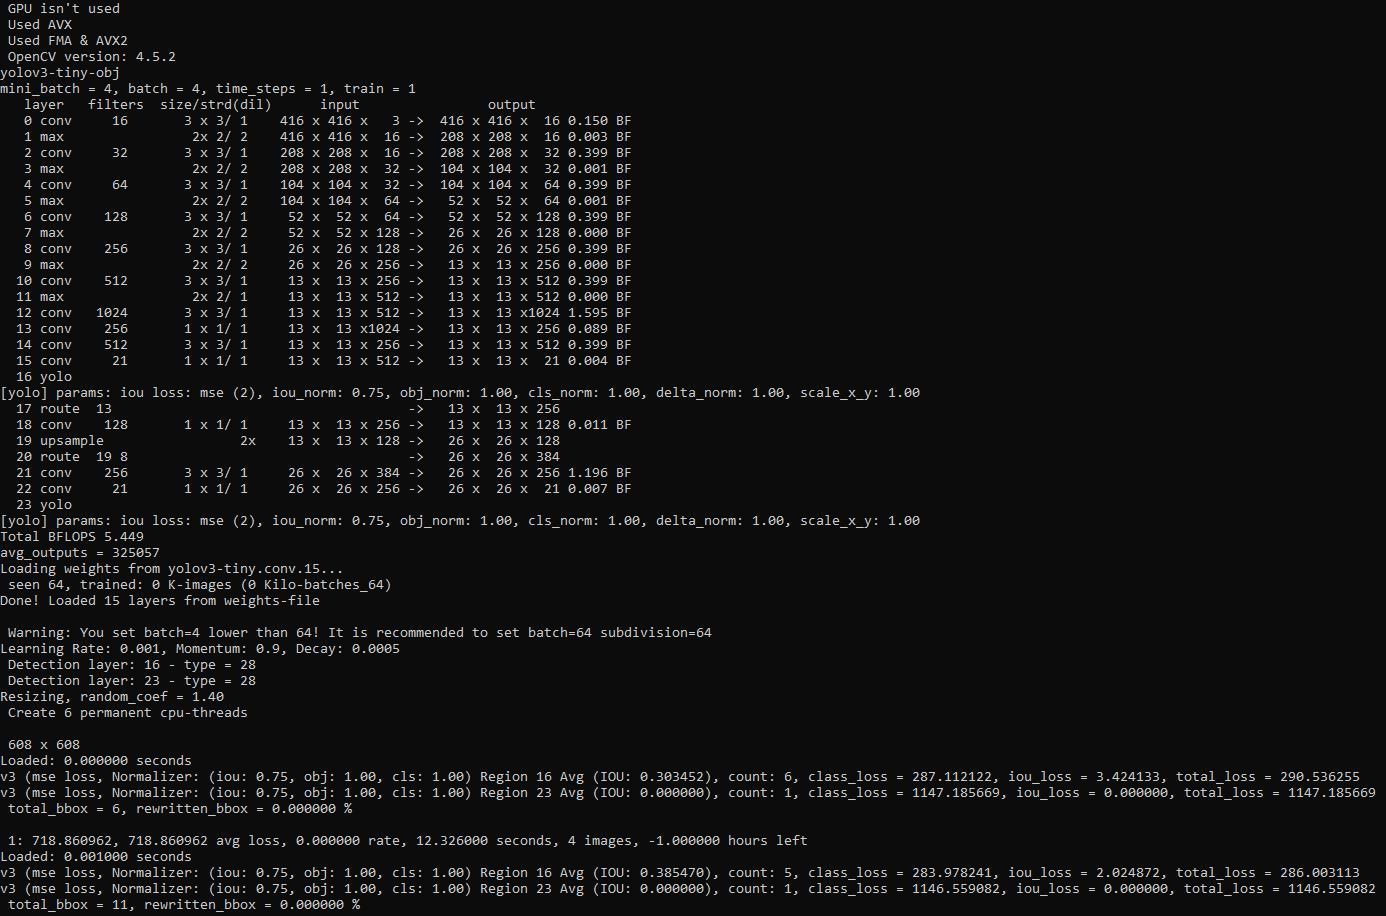 GPU isn't used
Used AVX
Used FMA & AVX2
OpenCV version: 4.5.2
yolov3-tiny-obj
mini_batch = 4, batch = 4, time_steps = 1, train = 1
layer   filters  size/strd(dil)      input                output
0 conv     16       3 x 3/ 1    416 x 416 x   3 ->  416 x 416 x  16 0.150 BF
1 max                2x 2/ 2    416 x 416 x  16 ->  208 x 208 x  16 0.003 BF
2 conv     32       3 x 3/ 1    208 x 208 x  16 ->  208 x 208 x  32 0.399 BF
3 max                2x 2/ 2    208 x 208 x  32 ->  104 x 104 x  32 0.001 BF
4 conv     64       3 x 3/ 1    104 x 104 x  32 ->  104 x 104 x  64 0.399 BF
5 max                2x 2/ 2    104 x 104 x  64 ->   52 x  52 x  64 0.001 BF
6 conv    128       3 x 3/ 1     52 x  52 x  64 ->   52 x  52 x 128 0.399 BF
7 max                2x 2/ 2     52 x  52 x 128 ->   26 x  26 x 128 0.000 BF
8 conv    256       3 x 3/ 1     26 x  26 x 128 ->   26 x  26 x 256 0.399 BF
9 max                2x 2/ 2     26 x  26 x 256 ->   13 x  13 x 256 0.000 BF
10 conv    512       3 x 3/ 1     13 x  13 x 256 ->   13 x  13 x 512 0.399 BF
11 max                2x 2/ 1     13 x  13 x 512 ->   13 x  13 x 512 0.000 BF
12 conv   1024       3 x 3/ 1     13 x  13 x 512 ->   13 x  13 x1024 1.595 BF
13 conv    256       1 x 1/ 1     13 x  13 x1024 ->   13 x  13 x 256 0.089 BF
14 conv    512       3 x 3/ 1     13 x  13 x 256 ->   13 x  13 x 512 0.399 BF
15 conv     21       1 x 1/ 1     13 x  13 x 512 ->   13 x  13 x  21 0.004 BF
16 yolo
[yolo] params: iou loss: mse (2), iou_norm: 0.75, obj_norm: 1.00, cls_norm: 1.00, delta_norm: 1.00, scale_x_y: 1.00
17 route  13                                     ->   13 x  13 x 256
18 conv    128       1 x 1/ 1     13 x  13 x 256 ->   13 x  13 x 128 0.011 BF
19 upsample                 2x    13 x  13 x 128 ->   26 x  26 x 128
20 route  19 8                                   ->   26 x  26 x 384
21 conv    256       3 x 3/ 1     26 x  26 x 384 ->   26 x  26 x 256 1.196 BF
22 conv     21       1 x 1/ 1     26 x  26 x 256 ->   26 x  26 x  21 0.007 BF
23 yolo
[yolo] params: iou loss: mse (2), iou_norm: 0.75, obj_norm: 1.00, cls_norm: 1.00, delta_norm: 1.00, scale_x_y: 1.00
Total BFLOPS 5.449
avg_outputs = 325057
Loading weights from yolov3-tiny.conv.15...
seen 64, trained: 0 K-images (0 Kilo-batches_64)
Done! Loaded 15 layers from weights-file
Warning: You set batch=4 lower than 64! It is recommended to set batch=64 subdivision=64
Learning Rate: 0.001, Momentum: 0.9, Decay: 0.0005
Detection layer: 16 - type = 28
Detection layer: 23 - type = 28
Resizing, random_coef = 1.40
Create 6 permanent cpu-threads
608 x 608
Loaded: 0.000000 seconds
v3 (mse loss, Normalizer: (iou: 0.75, obj: 1.00, cls: 1.00) Region 16 Avg (IOU: 0.303452), count: 6, class_loss = 287.112122, iou_loss = 3.424133, total_loss = 290.536255
v3 (mse loss, Normalizer: (iou: 0.75, obj: 1.00, cls: 1.00) Region 23 Avg (IOU: 0.000000), count: 1, class_loss = 1147.185669, iou_loss = 0.000000, total_loss = 1147.185669
total_bbox = 6, rewritten_bbox = 0.000000 %
1: 718.860962, 718.860962 avg loss, 0.000000 rate, 12.326000 seconds, 4 images, -1.000000 hours left
Loaded: 0.001000 seconds
v3 (mse loss, Normalizer: (iou: 0.75, obj: 1.00, cls: 1.00) Region 16 Avg (IOU: 0.385470), count: 5, class_loss = 283.978241, iou_loss = 2.024872, total_loss = 286.003113
v3 (mse loss, Normalizer: (iou: 0.75, obj: 1.00, cls: 1.00) Region 23 Avg (IOU: 0.000000), count: 1, class_loss = 1146.559082, iou_loss = 0.000000, total_loss = 1146.559082
total_bbox = 11, rewritten_bbox = 0.000000 %